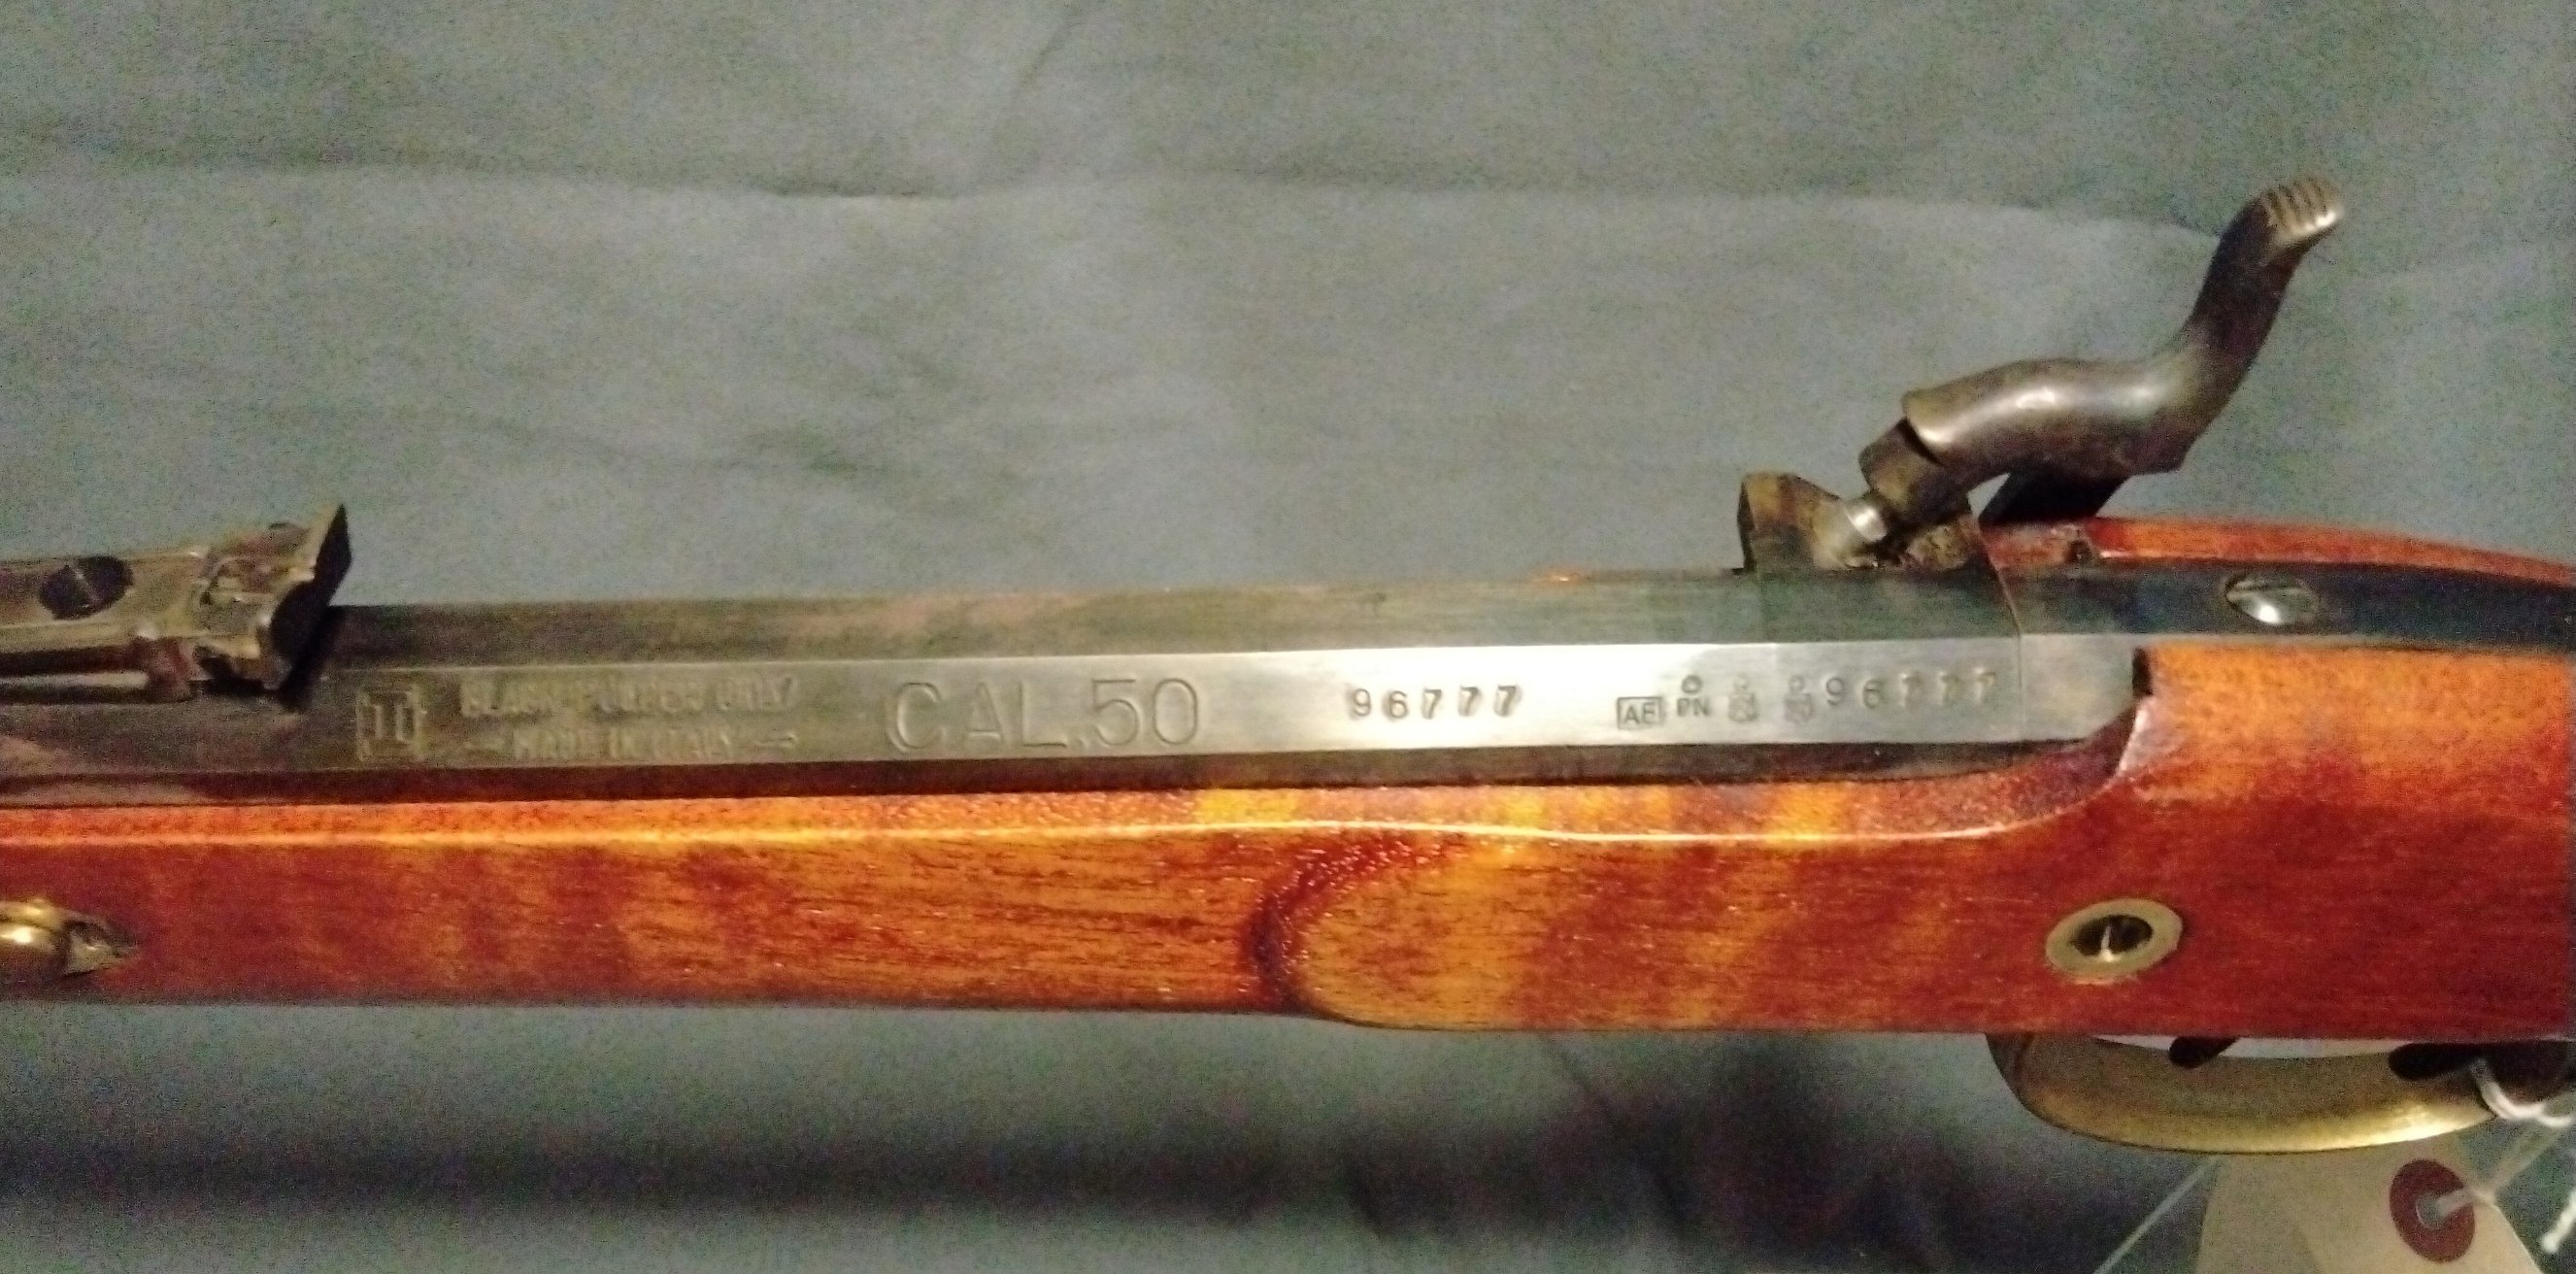 BLACK POWDER ONLY
MADE IN ITALY
CAL.50
96777
AE PN
96777